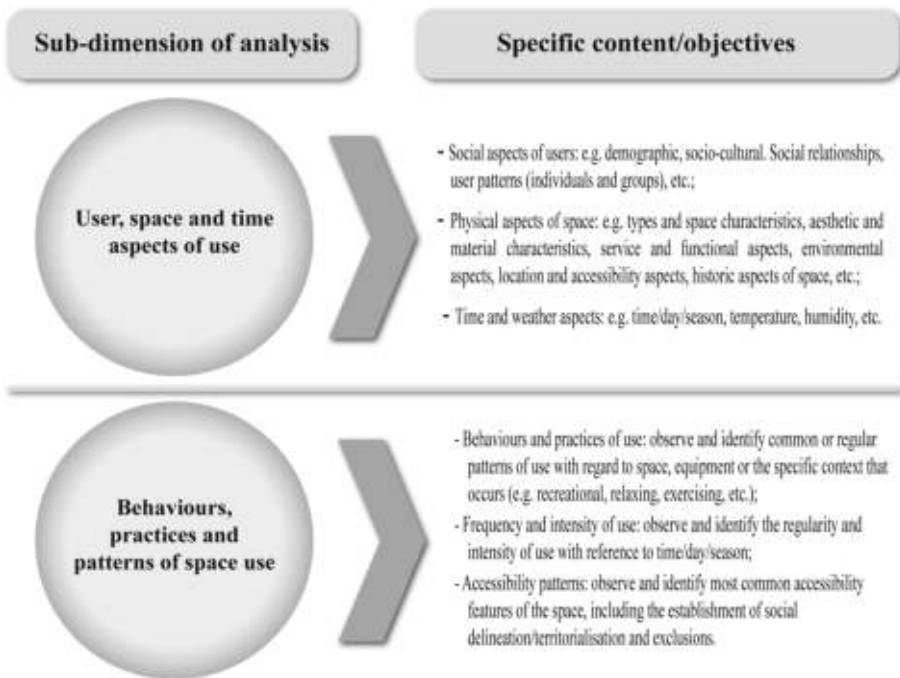 Sub-dimension of analysis
Specific content/objectives
User, space and time
aspects of use
- Social aspects of users: e.g. demographic, socio-cultural. Social relationships,
user patterns (individuals and groups), etc.;
- Physical aspects of space: e.g. types and space characteristics, aesthetic and
material characteristics, service and functional aspects, environmental
aspects, location and accessibility aspects, historic aspects of space, etc.;
- Time and weather aspects: e.g. time/day/season, temperature, humidity, etc.
Behaviours,
practices and
patterns of space use
- Behaviours and practices of use: observe and identify common or regular
patterns of use with regard to space, equipment or the specific context that
occurs (e.g. recreational, relaxing, exercising, etc.);
- Frequency and intensity of use: observe and identify the regularity and
intensity of use with reference to time/day/season;
- Accessibility patterns: observe and identify most common accessibility
features of the space, including the establishment of social
delineation/territorialisation and exclusions.